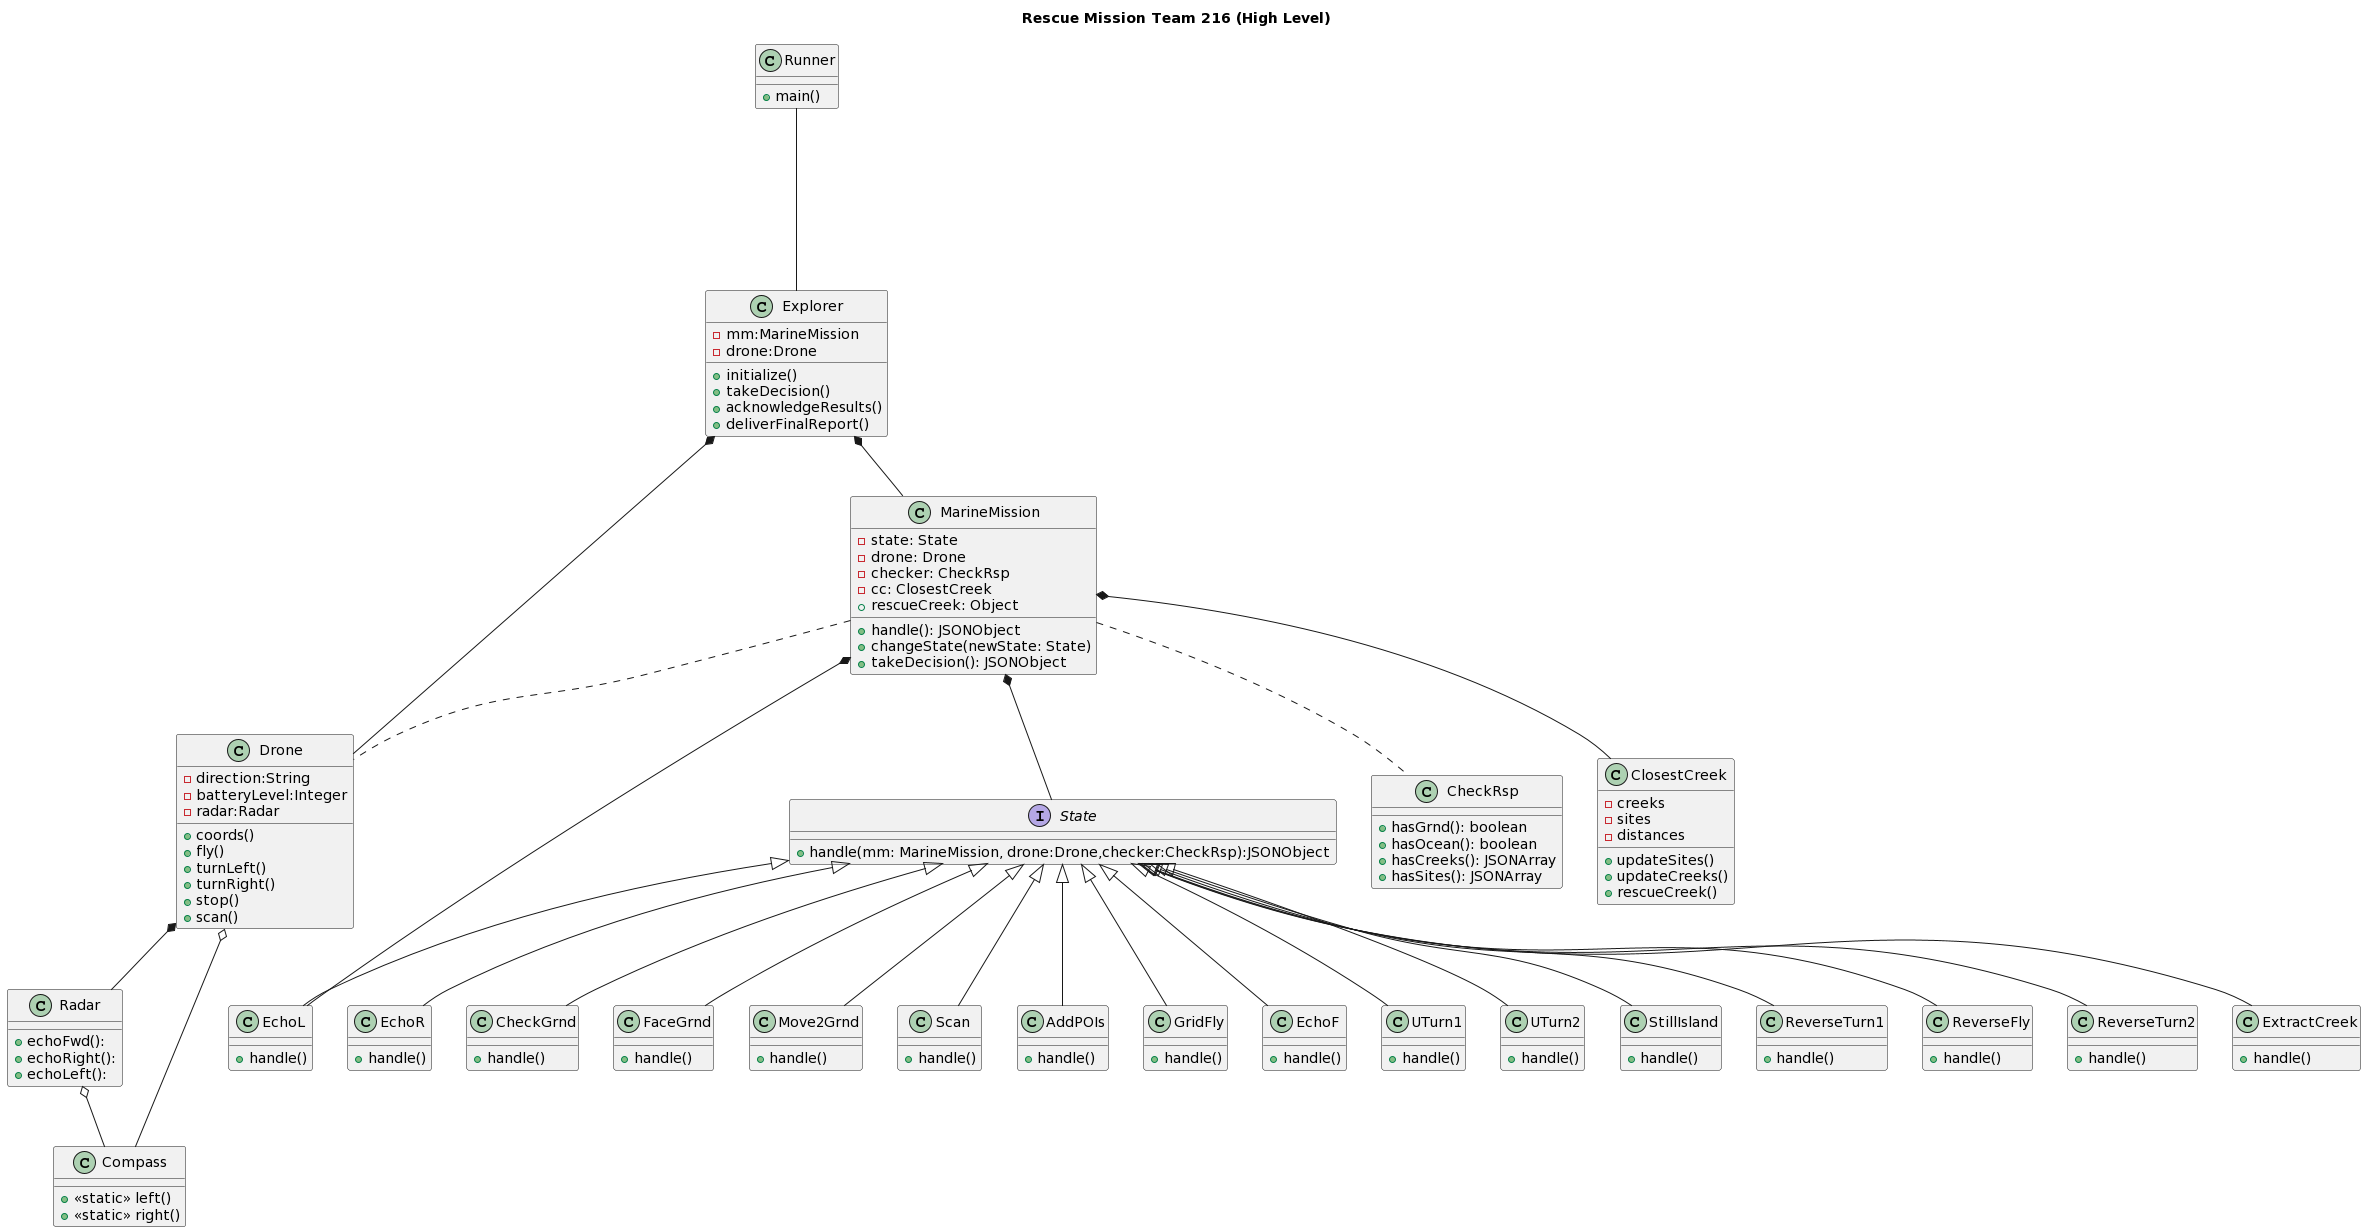 Rescue Mission Team 216 (High Level)
C Runner
main()
C Explorer
mm:MarineMission
drone:Drone
initialize()
takeDecision()
acknowledgeResults()
deliverFinalReport()
C MarineMission
state: State
drone: Drone
checker: CheckRsp
cc: ClosestCreek
rescueCreek: Object
handle(): JSONObject
changeState(newState: State)
takeDecision(): JSONObject
C Drone
direction:String
batteryLevel:Integer
radar:Radar
coords()
fly()
turnLeft()
turnRight()
stop()
scan()
I State
handle(mm: MarineMission, drone:Drone,checker:CheckRsp):JSONObject
C CheckRsp
hasGrnd(): boolean
hasOcean(): boolean
hasCreeks(): JSONArray
hasSites(): JSONArray
C ClosestCreek
creeks
sites
distances
updateSites()
updateCreeks()
rescueCreek()
C Radar
echoFwd():
echoRight():
echoLeft():
C EchoL
handle()
C EchoR
handle()
C CheckGrnd
handle()
C FaceGrnd
handle()
C Move2Grnd
handle()
C Scan
handle()
C AddPOIs
handle()
C GridFly
handle()
C EchoF
handle()
C UTurn1
handle()
C UTurn2
handle()
C StillIsland
handle()
C ReverseTurn1
handle()
C ReverseFly
handle()
C ReverseTurn2
handle()
C ExtractCreek
handle()
C Compass
«static» left()
«static» right()